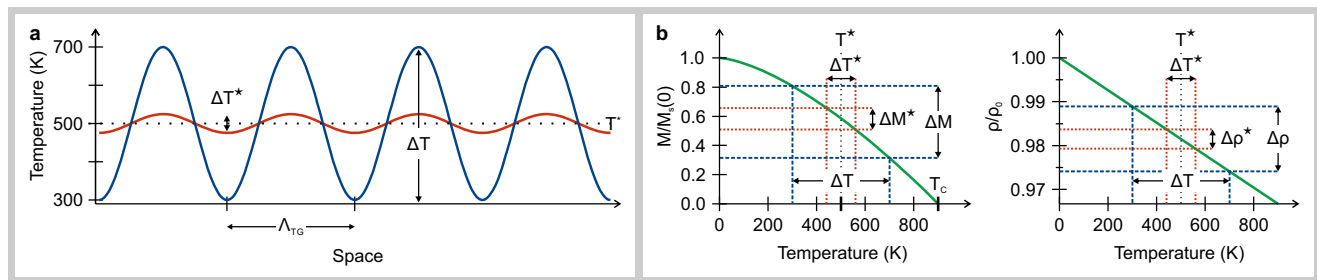 a
700
500
300
Temperature (K)
ΔT*
ΔT
T*
Λ_TG
Space
b
T*
ΔT*
1.0
0.8
0.6
0.4
0.2
0.0
M/M_s(0)
ΔM*
ΔM
ΔT
T_C
0 200 400 600 800
Temperature (K)
T*
ΔT*
1.00
0.99
0.98
0.97
ρ/ρ_0
Δρ*
Δρ
ΔT
0 200 400 600 800
Temperature (K)